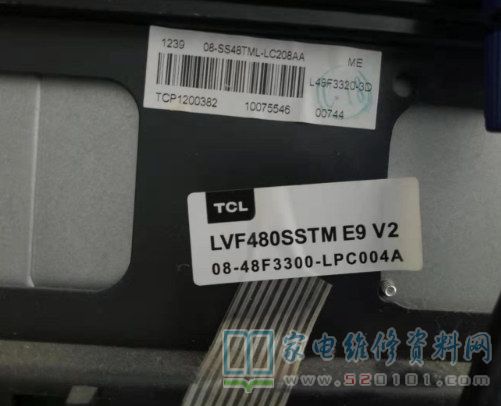 1239 08-SS48TML-LC208AA ME
L48F3320-3D
TCP1200382 10075546 00744
TCL
LVF480SSTM E9 V2
08-48F3300-LPC004A
家电维修资料网
www.520101.com